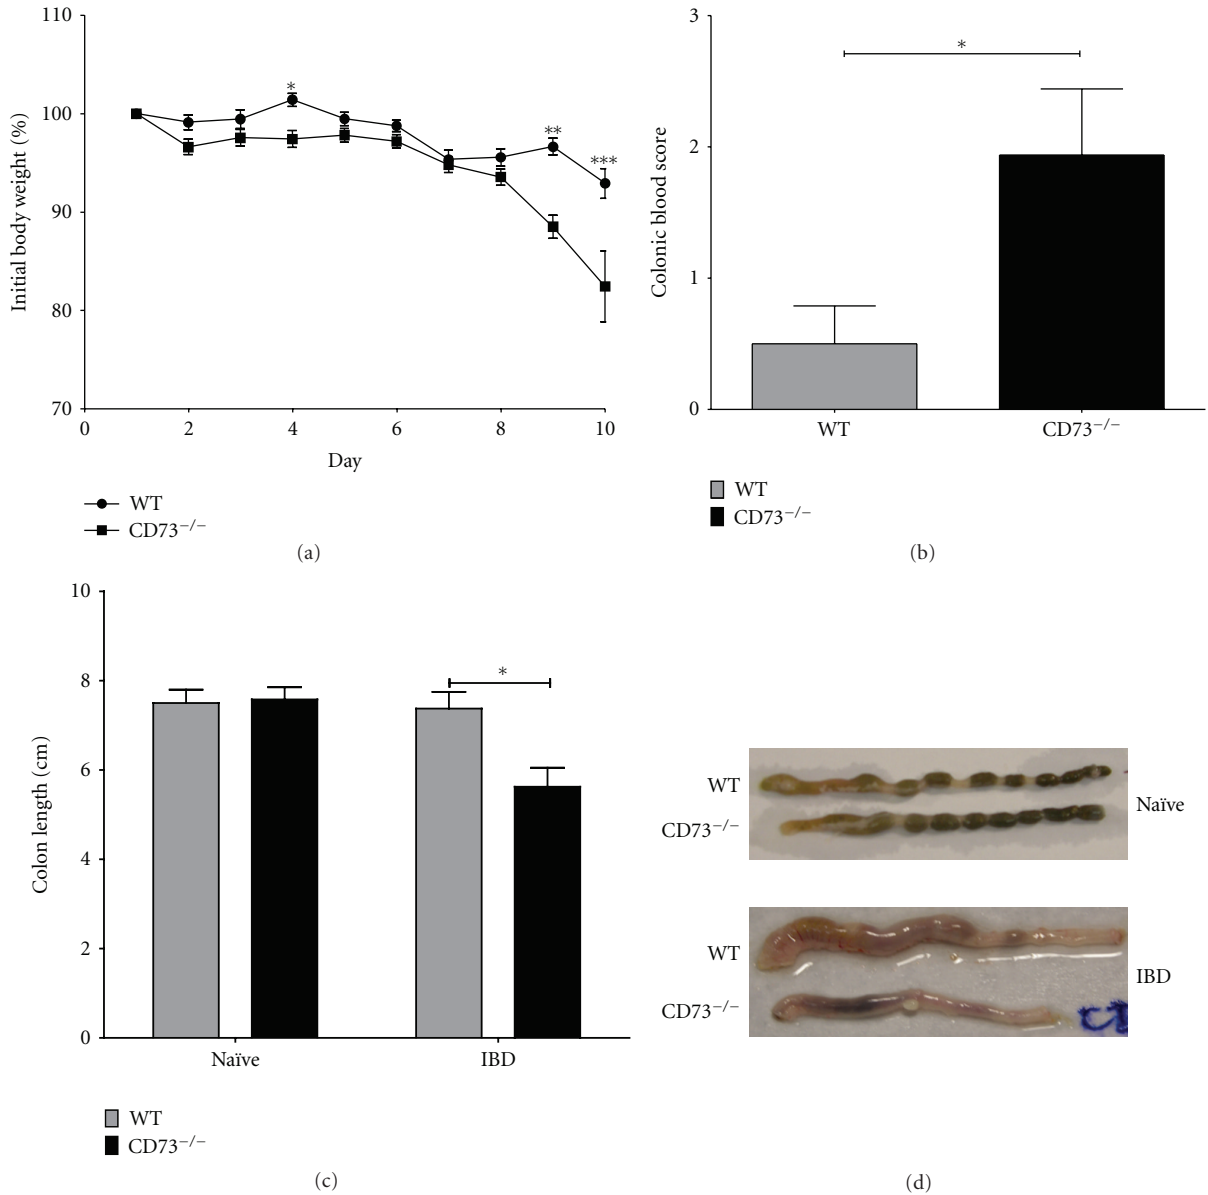 110
100
90
80
70
Initial body weight (%)
*
**
***
0 2 4 6 8 10
Day
WT
CD73−/−
(a)
3
2
1
0
Colonic blood score
*
WT CD73−/−
WT
CD73−/−
(b)
10
8
6
4
2
0
Colon length (cm)
*
Naïve IBD
WT
CD73−/−
(c)
WT
CD73−/−
Naïve
WT
CD73−/−
IBD
(d)